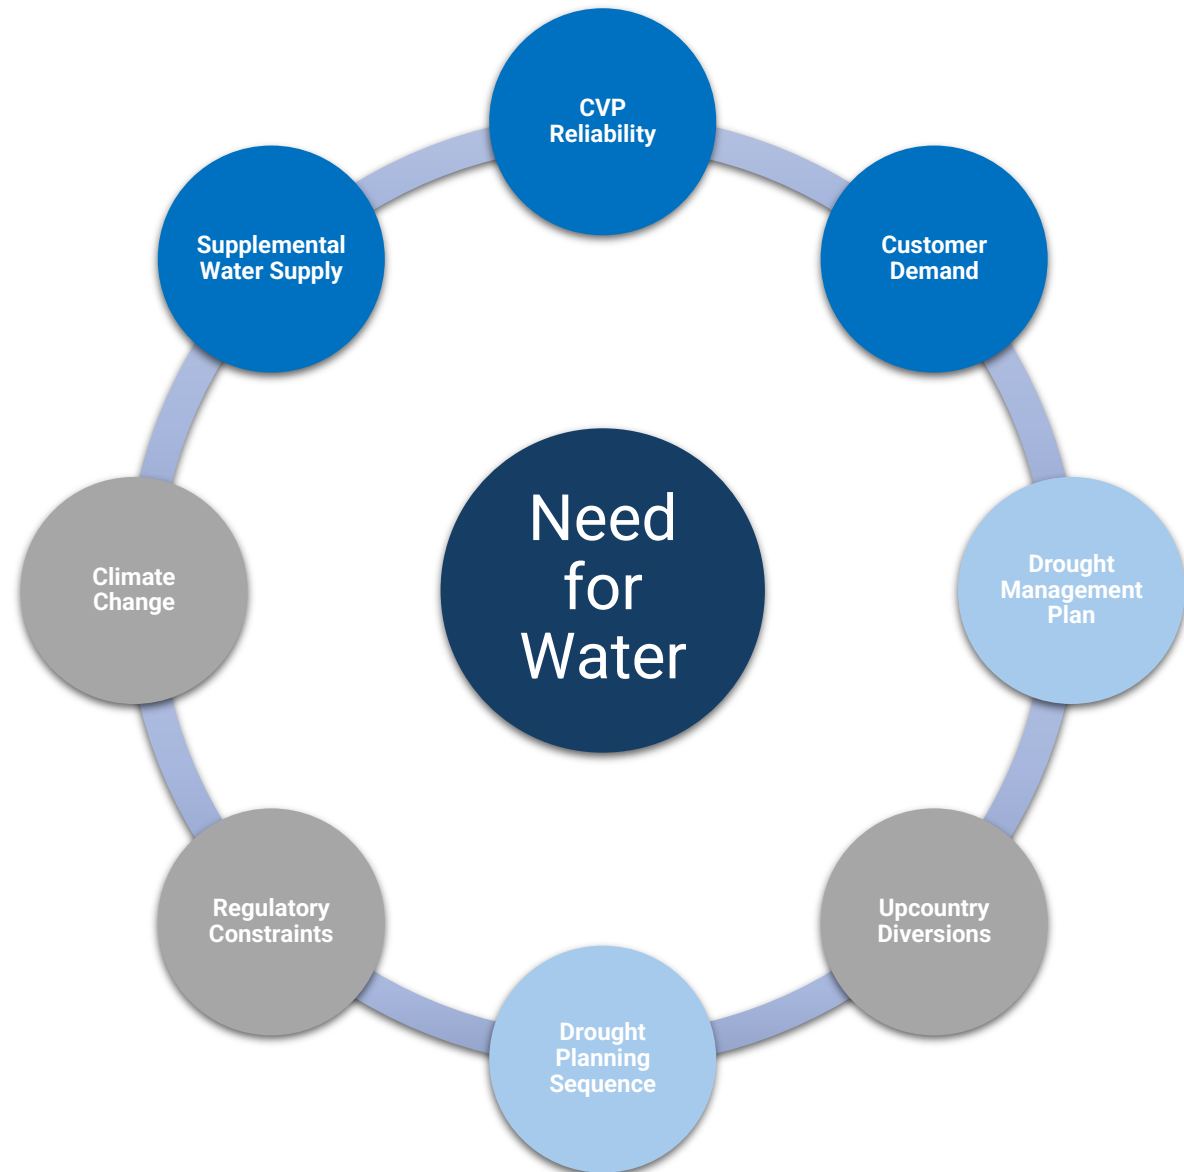 CVP
Reliability
Supplemental
Water Supply
Customer
Demand
Need
for
Water
Climate
Change
Drought
Management
Plan
Regulatory
Constraints
Upcountry
Diversions
Drought
Planning
Sequence